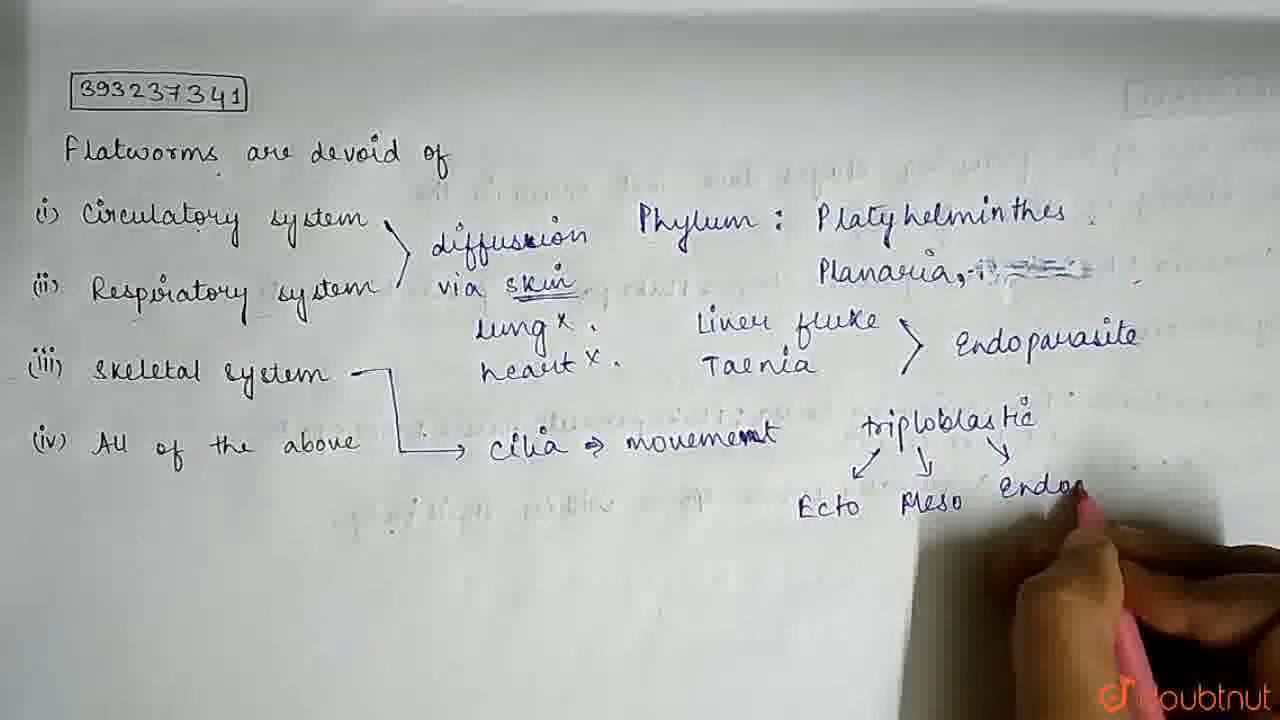 393237341
Flatworms are devoid of
(i) Circulatory system
(ii) Respiratory system
(iii) Skeletal system
(iv) All of the above
diffusion
via skin
lung x .
heart x .
cilia ⇒ movement
Phylum : Platyhelminthes
Planaria,
Liver fluke
Taenia
Endoparasite
triploblastic
Ecto Meso Endo
doubtnut